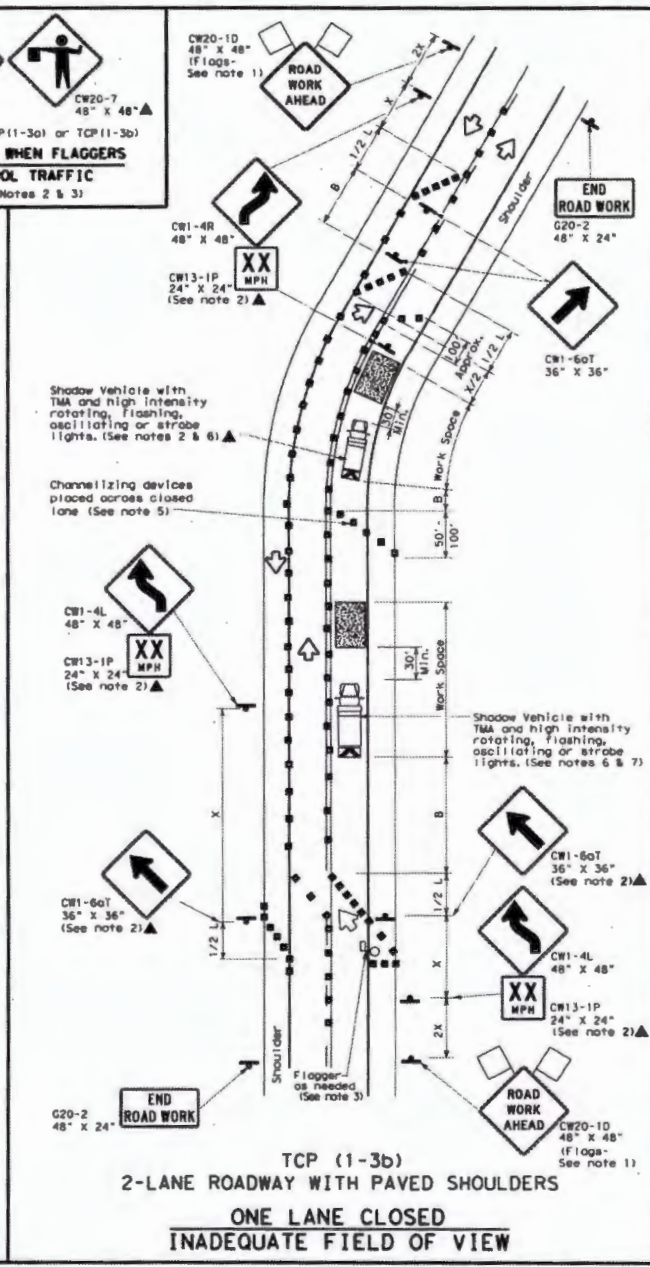 CW20-7
48" X 48"▲
P(1-3a) or TCP(1-3b)
WHEN FLAGGERS
OL TRAFFIC
Notes 2 & 3)
CW20-1D
48" X 48"
(Flags-
See note 1)
ROAD
WORK
AHEAD
2X
X
1/2 L
B
CW1-4R
48" X 48"
XX
MPH
CW13-1P
24" X 24"
(See note 2)▲
Shoulder
END
ROAD WORK
G20-2
48" X 24"
CW1-6aT
36" X 36"
100'
Approx.
1/2 L
X/2
30'
Min.
Work Space
B
50'-
100'
Shadow Vehicle with
TMA and high intensity
rotating, flashing,
oscillating or strobe
lights. (See notes 2 & 6)▲
Channelizing devices
placed across closed
lane (See note 5)
CW1-4L
48" X 48"
XX
MPH
CW13-1P
24" X 24"
(See note 2)▲
30'
Min.
Work Space
Shadow Vehicle with
TMA and high intensity
rotating, flashing,
oscillating or strobe
lights. (See notes 6 & 7)
X
B
CW1-6aT
36" X 36"
(See note 2)▲
1/2 L
CW1-6aT
36" X 36"
(See note 2)▲
1/2 L
X
CW1-4L
48" X 48"
XX
MPH
CW13-1P
24" X 24"
(See note 2)▲
2X
Shoulder
Flagger
as needed
(See note 3)
END
ROAD WORK
G20-2
48" X 24"
ROAD
WORK
AHEAD
CW20-1D
48" X 48"
(Flags-
See note 1)
TCP (1-3b)
2-LANE ROADWAY WITH PAVED SHOULDERS
ONE LANE CLOSED
INADEQUATE FIELD OF VIEW